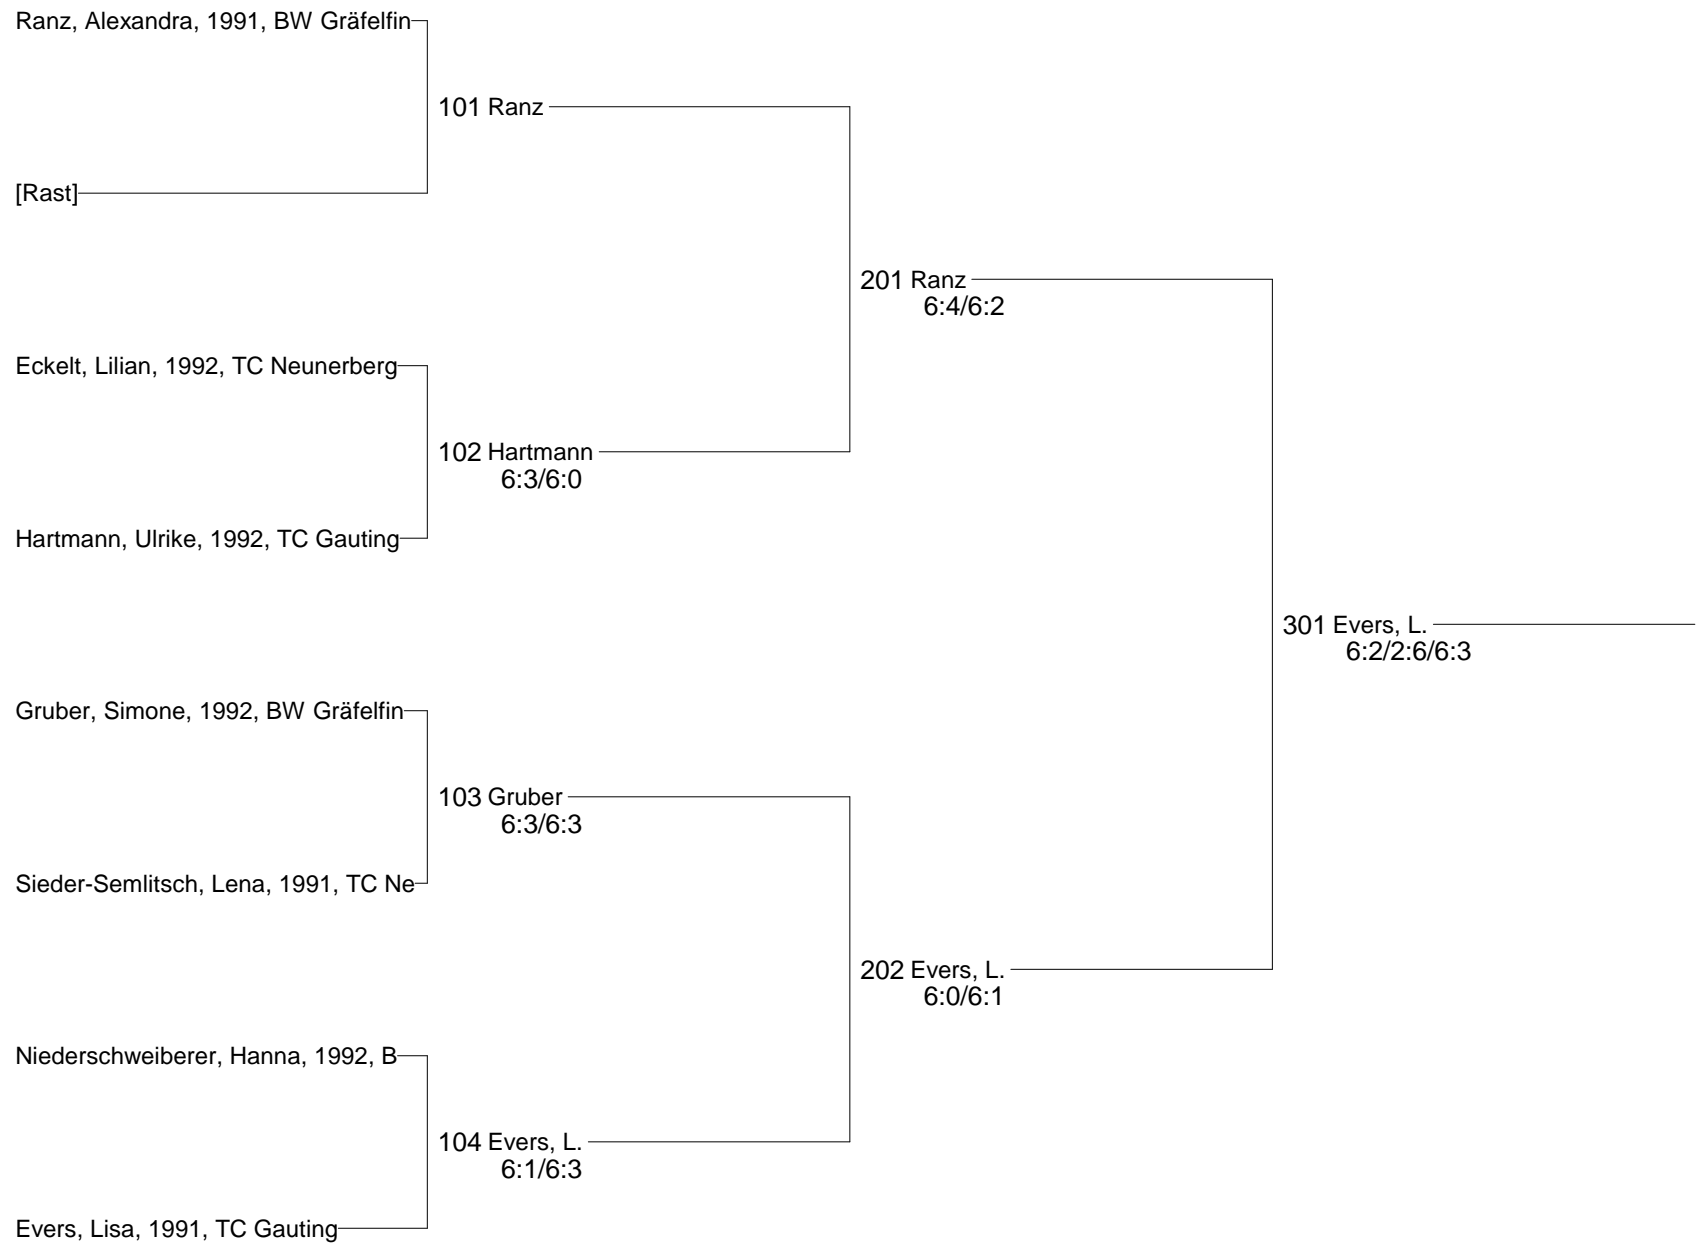 Ranz, Alexandra, 1991, BW Gräfelfin
101 Ranz
[Rast]
201 Ranz
6:4/6:2
Eckelt, Lilian, 1992, TC Neunerberg
102 Hartmann
6:3/6:0
Hartmann, Ulrike, 1992, TC Gauting
301 Evers, L.
6:2/2:6/6:3
Gruber, Simone, 1992, BW Gräfelfin
103 Gruber
6:3/6:3
Sieder-Semlitsch, Lena, 1991, TC Ne
202 Evers, L.
6:0/6:1
Niederschweiberer, Hanna, 1992, B
104 Evers, L.
6:1/6:3
Evers, Lisa, 1991, TC Gauting